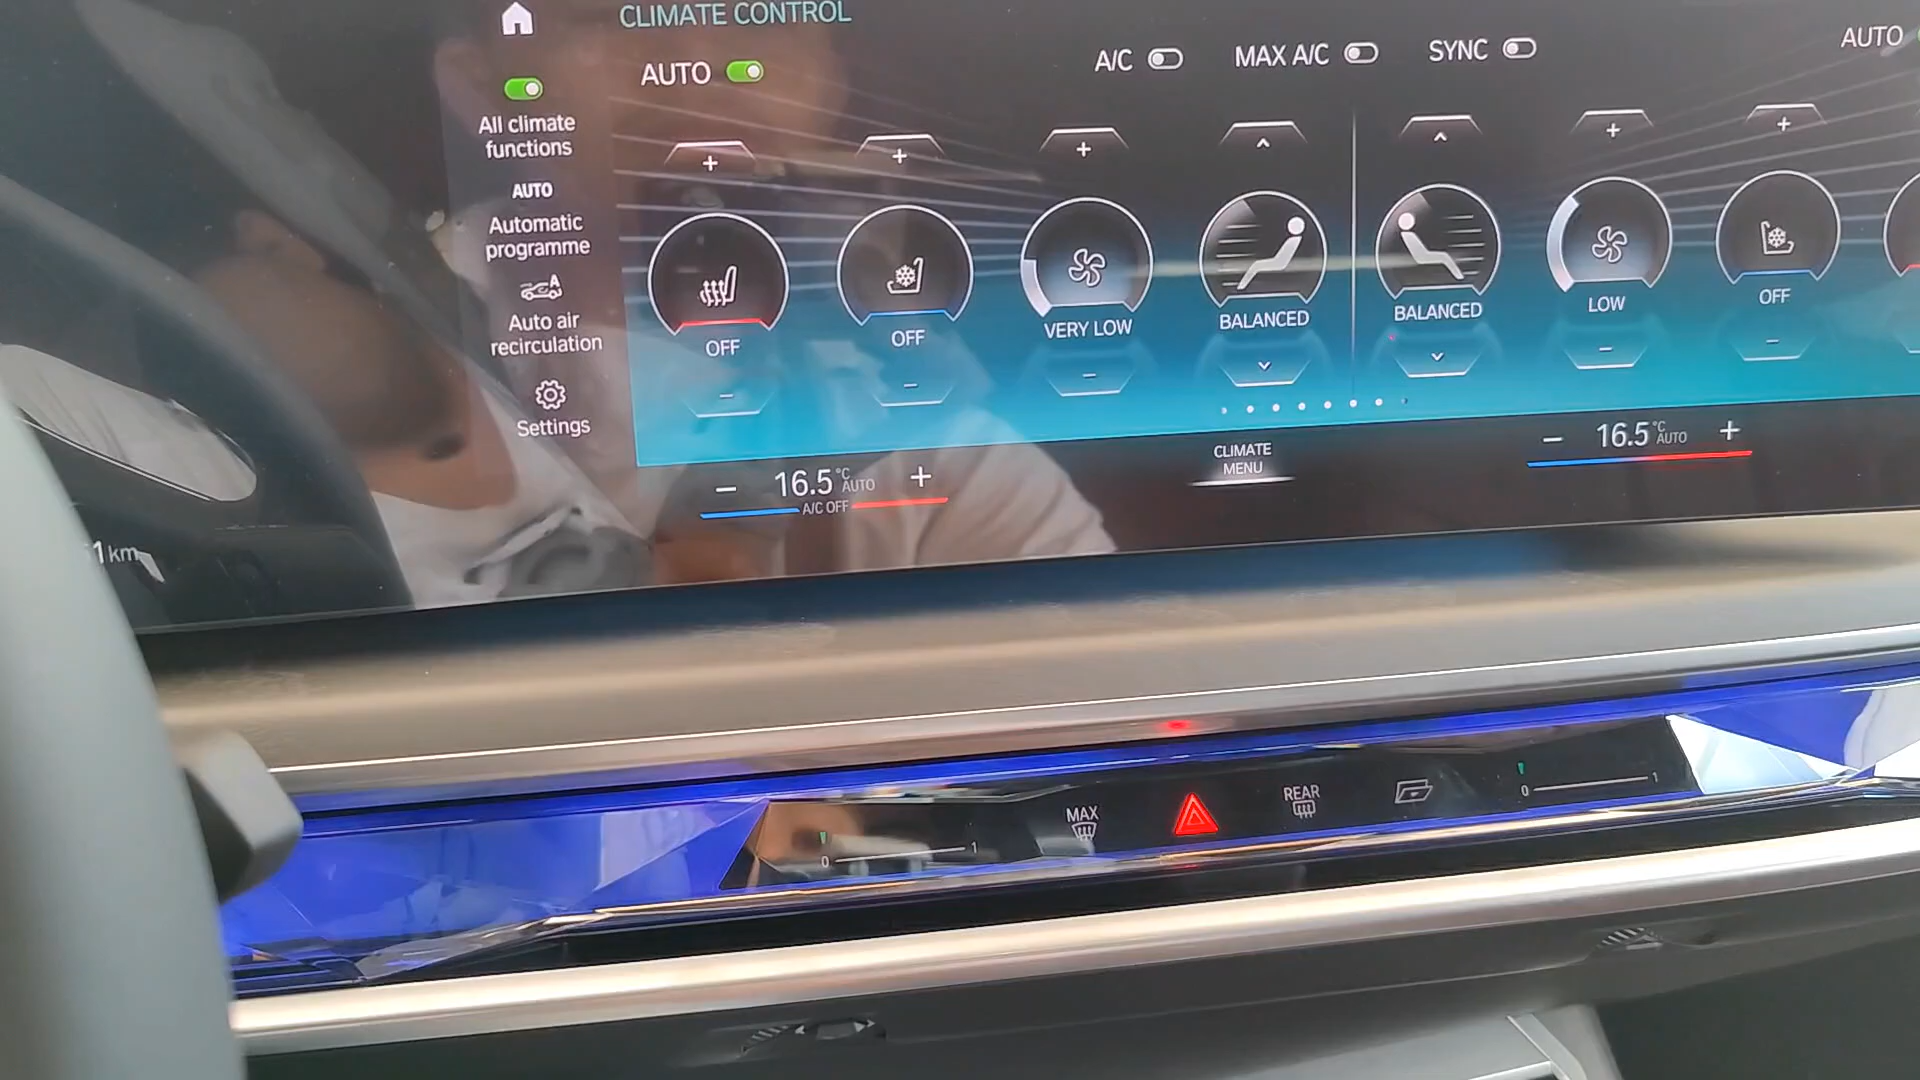 CLIMATE CONTROL
AUTO
A/C
MAX A/C
SYNC
AUTO
All climate
functions
AUTO
Automatic
programme
A
Auto air
recirculation
Settings
OFF
OFF
VERY LOW
BALANCED
BALANCED
LOW
OFF
16.5 °C AUTO
A/C OFF
CLIMATE
MENU
16.5 °C AUTO
1 km
0 1
MAX
REAR
0 1